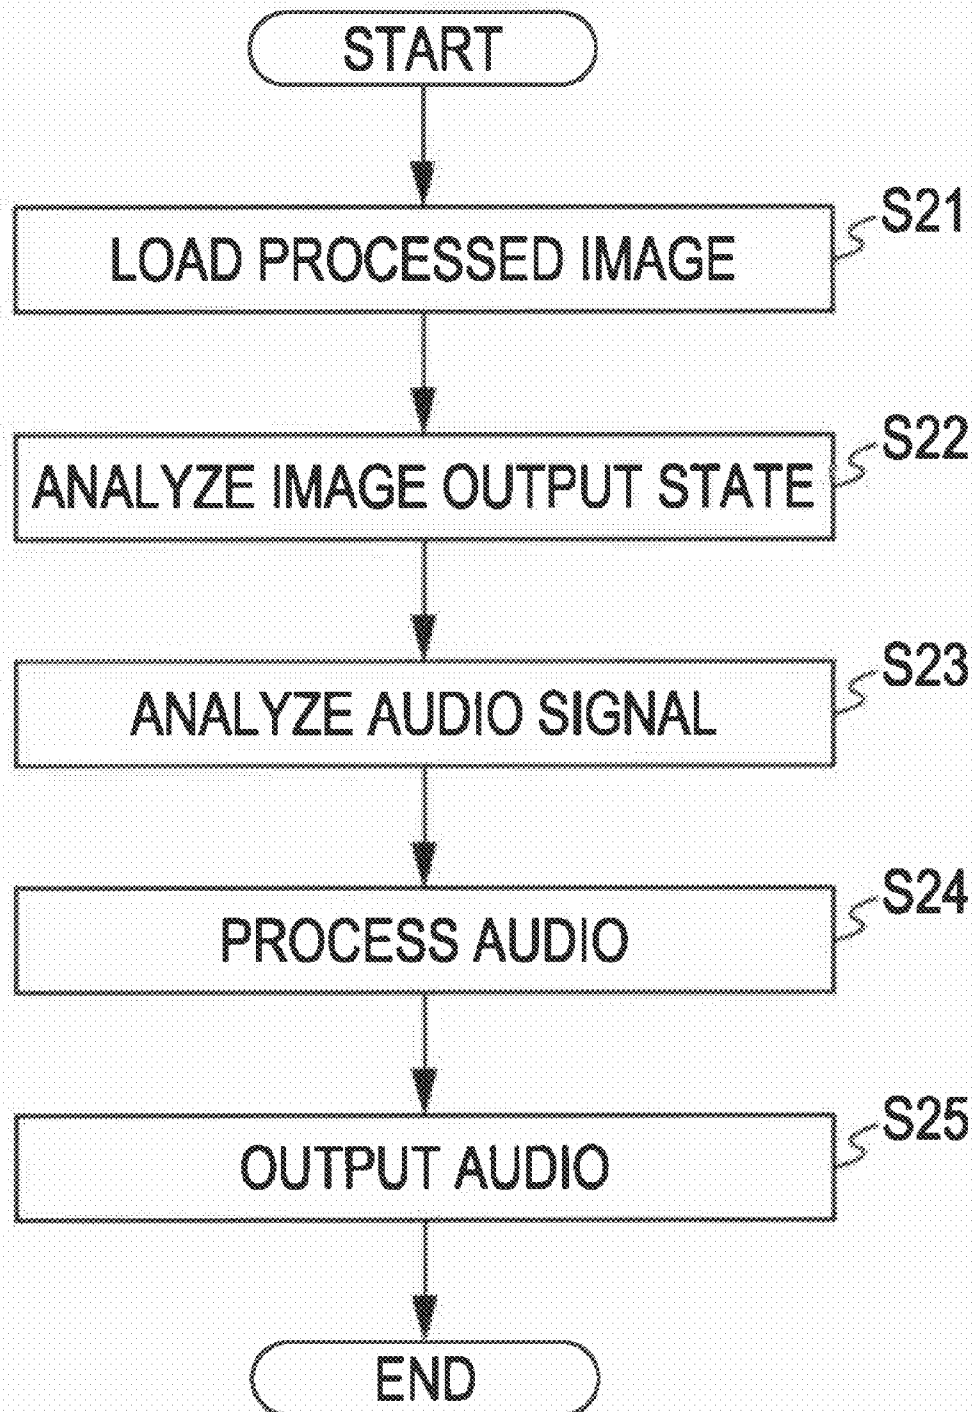 START
S21
LOAD PROCESSED IMAGE
S22
ANALYZE IMAGE OUTPUT STATE
S23
ANALYZE AUDIO SIGNAL
S24
PROCESS AUDIO
S25
OUTPUT AUDIO
END